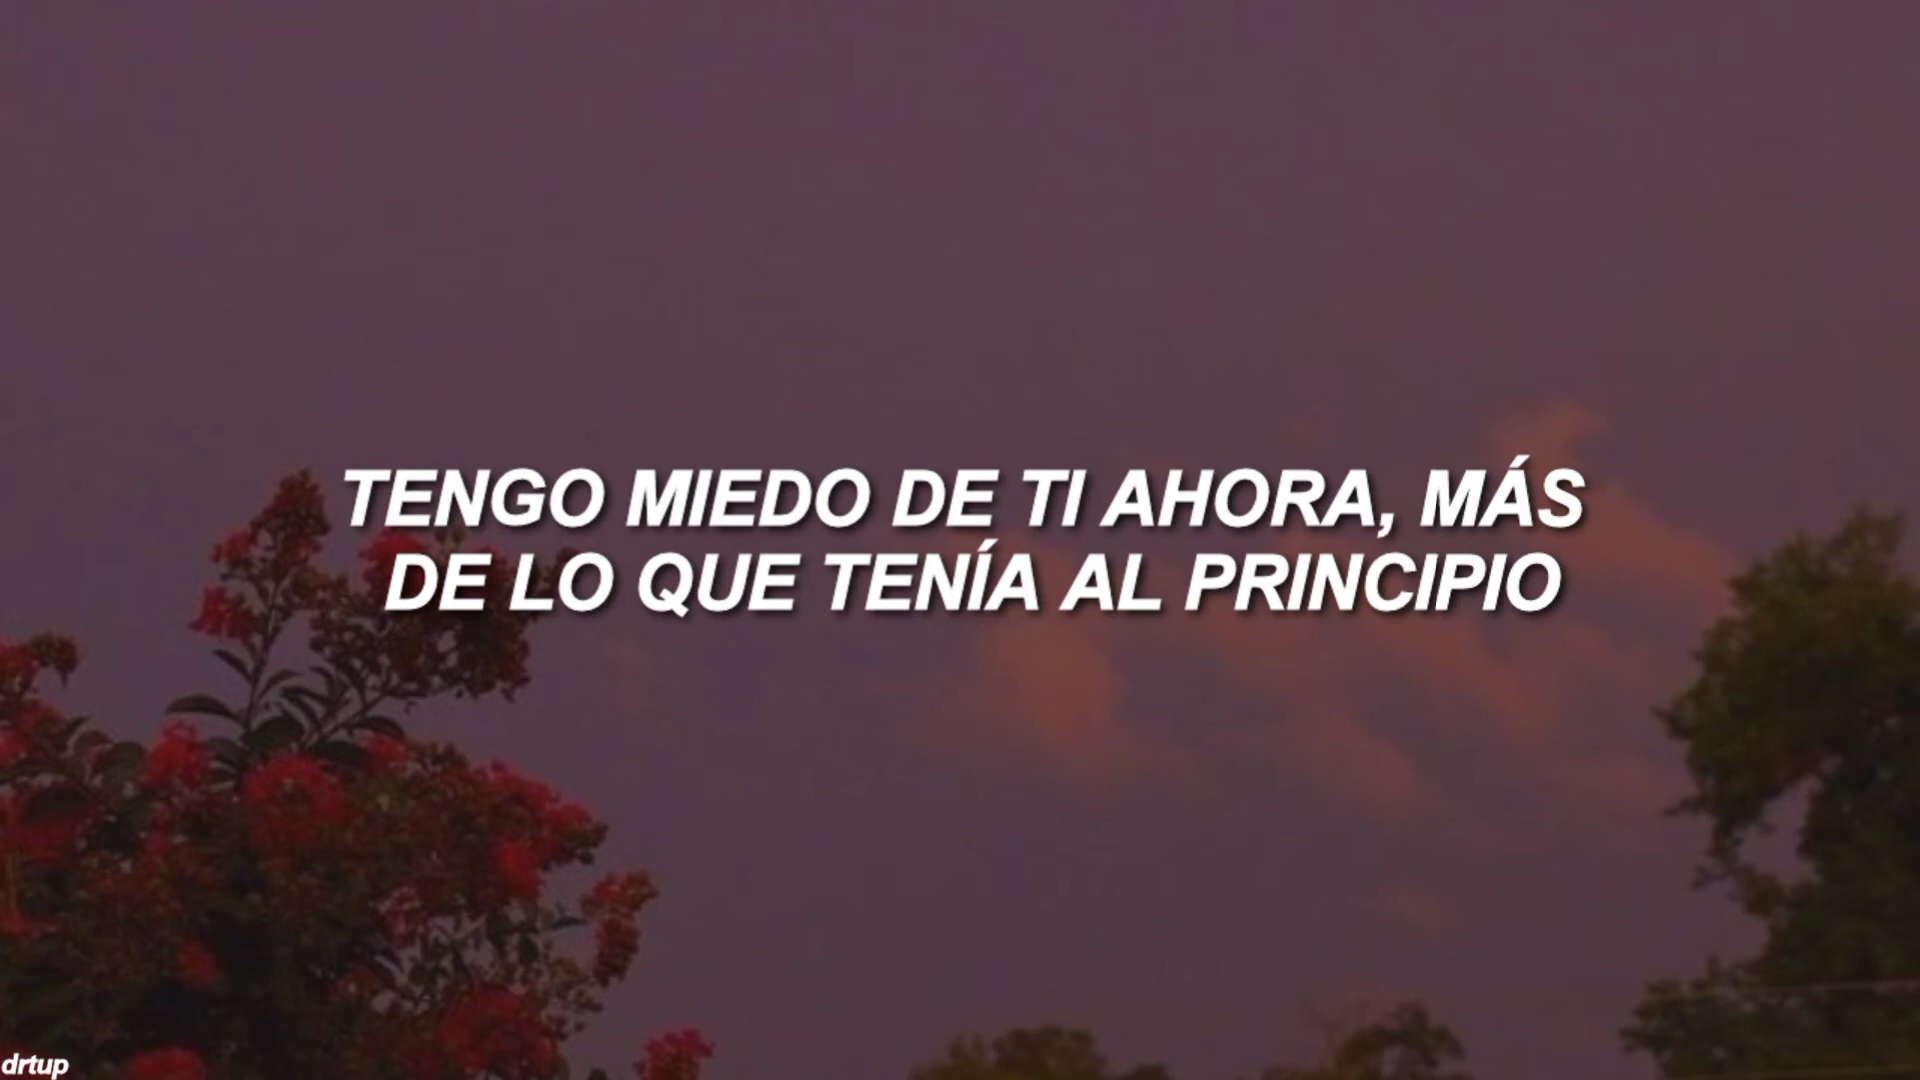 TENGO MIEDO DE TI AHORA, MÁS
DE LO QUE TENÍA AL PRINCIPIO
drtup